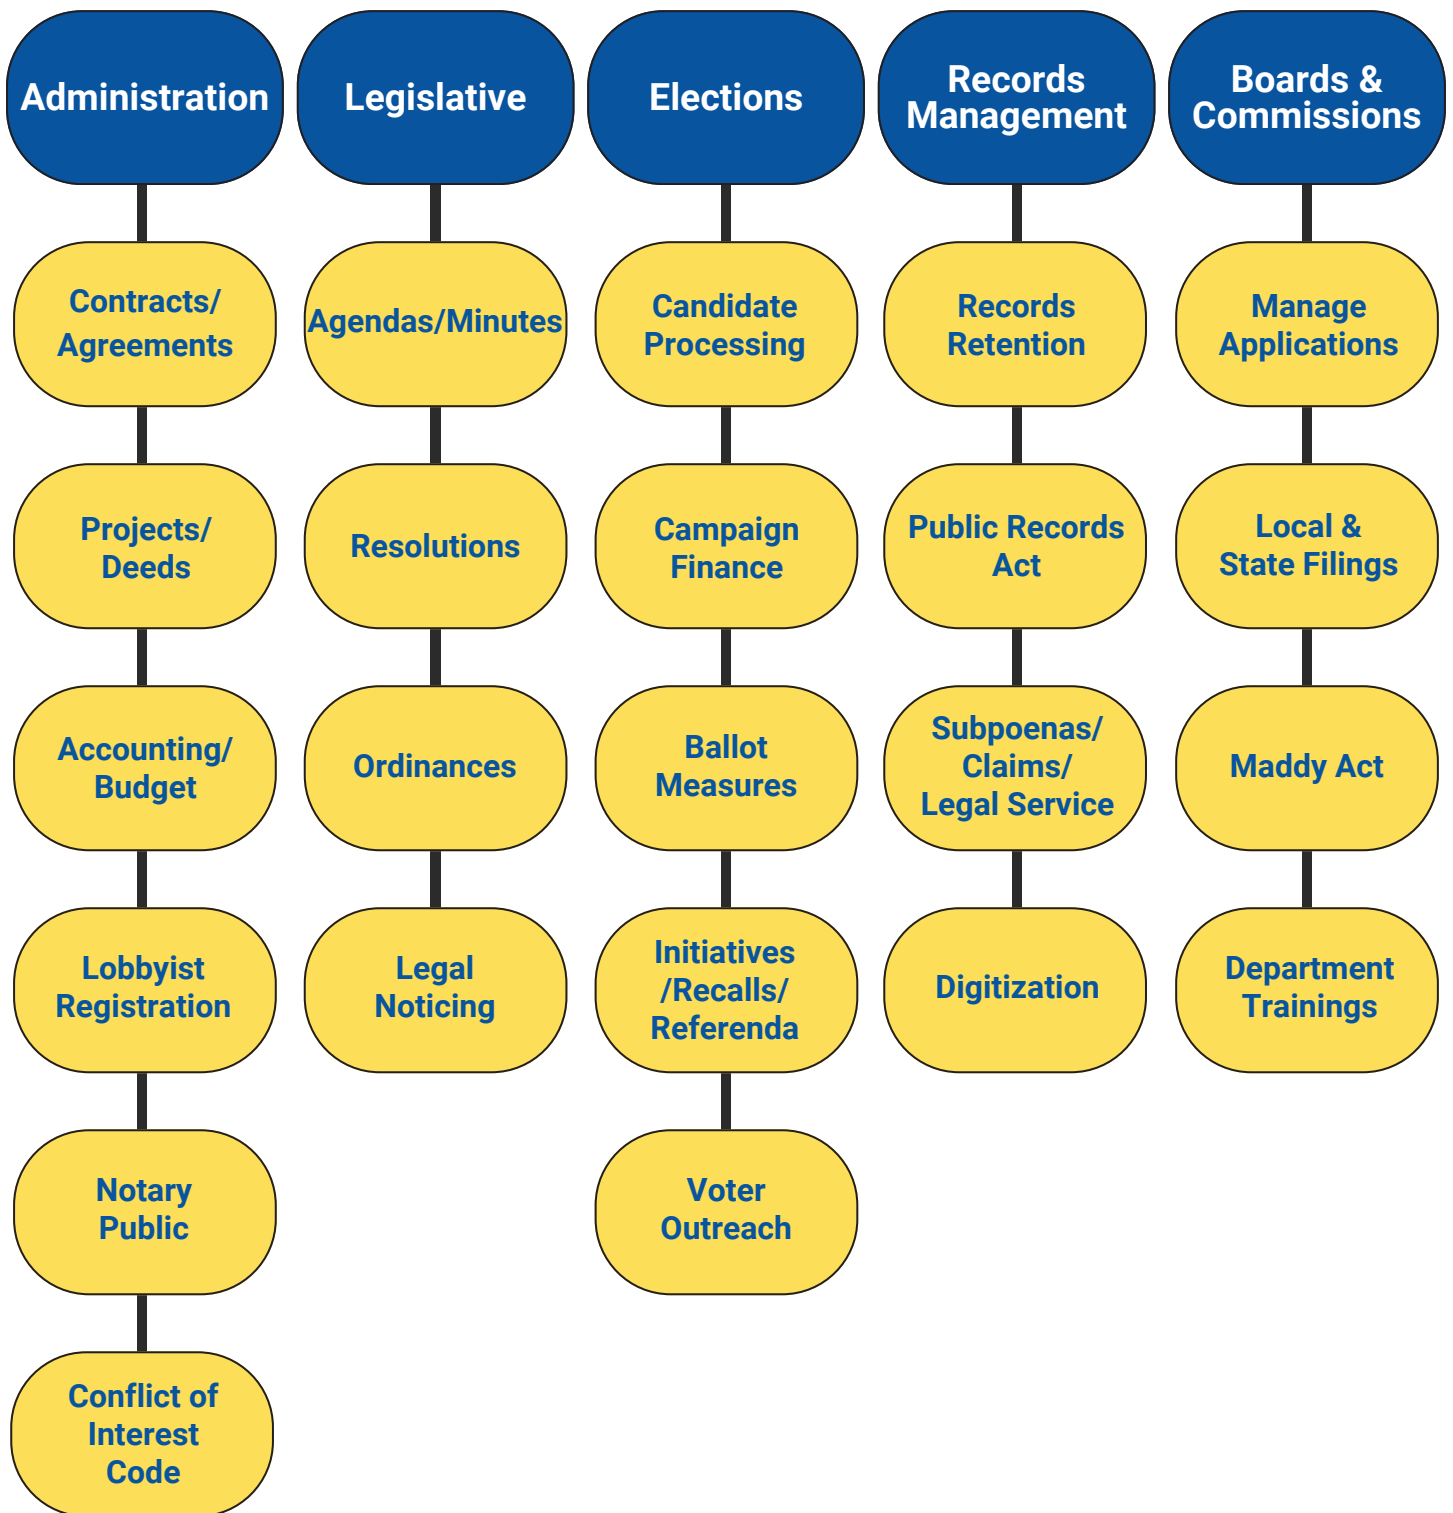 Administration
Legislative
Elections
Records
Management
Boards &
Commissions
Contracts/
Agreements
Agendas/Minutes
Candidate
Processing
Records
Retention
Manage
Applications
Projects/
Deeds
Resolutions
Campaign
Finance
Public Records
Act
Local &
State Filings
Accounting/
Budget
Ordinances
Ballot
Measures
Subpoenas/
Claims/
Legal Service
Maddy Act
Lobbyist
Registration
Legal
Noticing
Initiatives
/Recalls/
Referenda
Digitization
Department
Trainings
Notary
Public
Voter
Outreach
Conflict of
Interest
Code